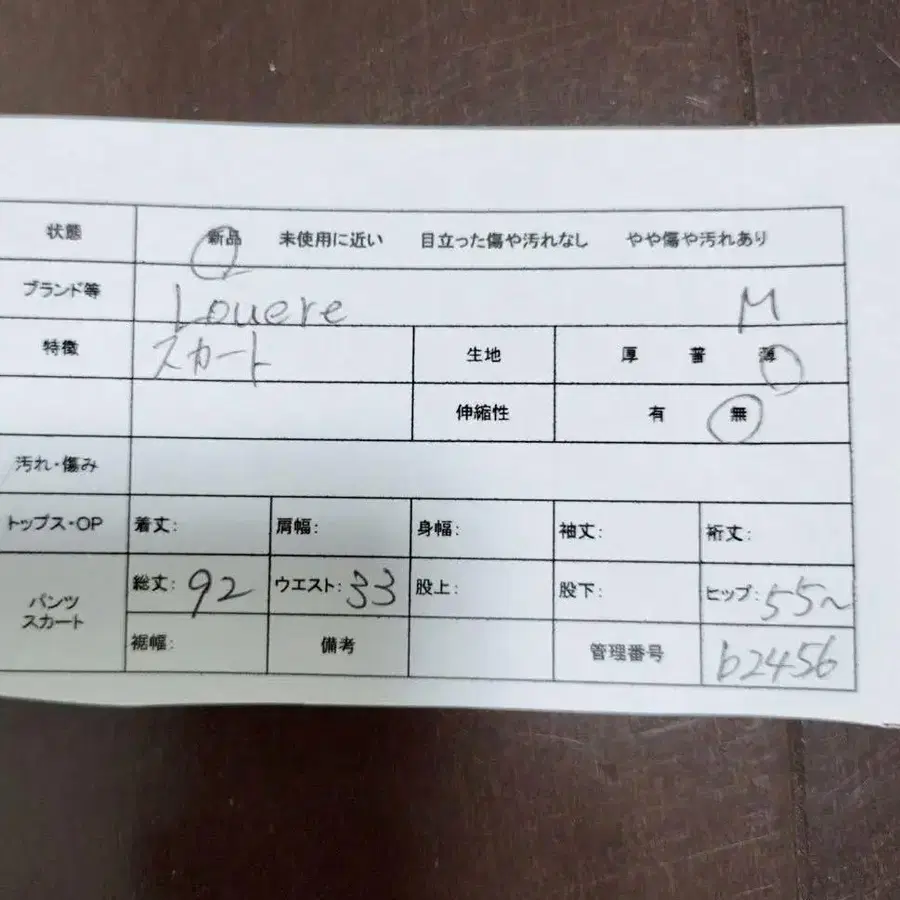 状態 新品 未使用に近い 目立った傷や汚れなし やや傷や汚れあり
ブランド等 Louere M
特徴 スカート 生地 厚 普 薄
伸縮性 有 無
汚れ・傷み
トップス・OP 着丈: 肩幅: 身幅: 袖丈: 裄丈:
パンツ スカート 総丈: 92 ウエスト: 33 股上: 股下: ヒップ: 55~
裾幅: 備考 管理番号 b2456